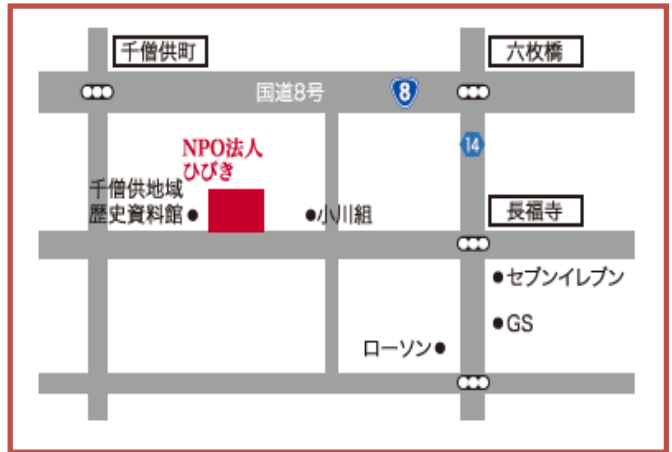 千僧供町
六枚橋
国道8号
8
14
NPO法人
ひびき
千僧供地域
歴史資料館●
●小川組
長福寺
●セブンイレブン
●GS
ローソン●